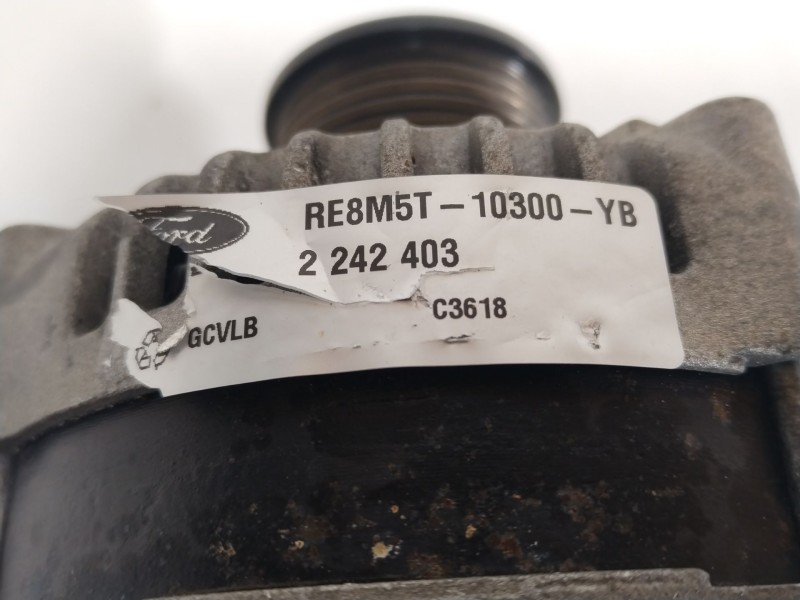 Ford
RE8M5T-10300-YB
2 242 403
C3618
GCVLB